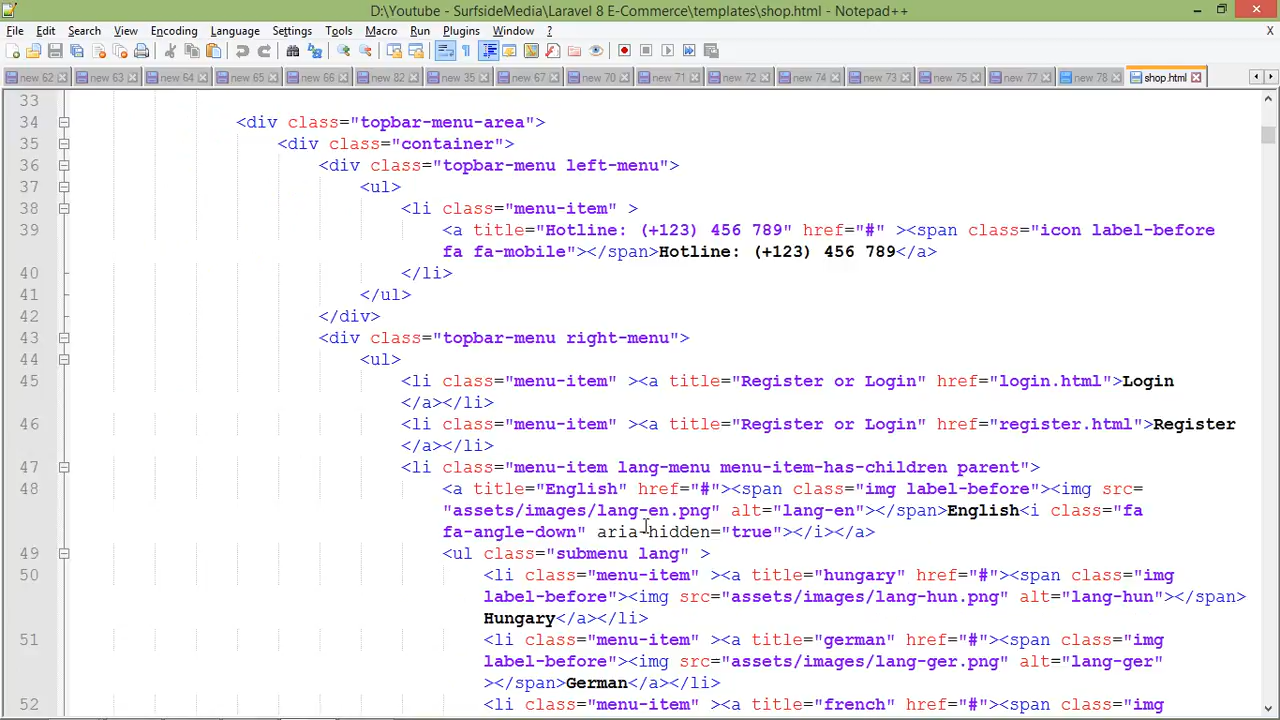 D:\Youtube - SurfsideMedia\Laravel 8 E-Commerce\templates\shop.html - Notepad++
File Edit Search View Encoding Language Settings Tools Macro Run Plugins Window ? X
new 62 new 63 new 64 new 65 new 66 new 82 new 35 new 67 new 70 new 71 new 72 new 74 new 73 new 75 new 77 new 78 shop.html
33
34 <div class="topbar-menu-area">
35 <div class="container">
36 <div class="topbar-menu left-menu">
37 <ul>
38 <li class="menu-item" >
39 <a title="Hotline: (+123) 456 789" href="#" ><span class="icon label-before
fa fa-mobile"></span>Hotline: (+123) 456 789</a>
40 </li>
41 </ul>
42 </div>
43 <div class="topbar-menu right-menu">
44 <ul>
45 <li class="menu-item" ><a title="Register or Login" href="login.html">Login
</a></li>
46 <li class="menu-item" ><a title="Register or Login" href="register.html">Register
</a></li>
47 <li class="menu-item lang-menu menu-item-has-children parent">
48 <a title="English" href="#"><span class="img label-before"><img src=
"assets/images/lang-en.png" alt="lang-en"></span>English<i class="fa
fa-angle-down" aria-hidden="true"></i></a>
49 <ul class="submenu lang" >
50 <li class="menu-item" ><a title="hungary" href="#"><span class="img
label-before"><img src="assets/images/lang-hun.png" alt="lang-hun"></span>
Hungary</a></li>
51 <li class="menu-item" ><a title="german" href="#"><span class="img
label-before"><img src="assets/images/lang-ger.png" alt="lang-ger"
></span>German</a></li>
52 <li class="menu-item" ><a title="french" href="#"><span class="img